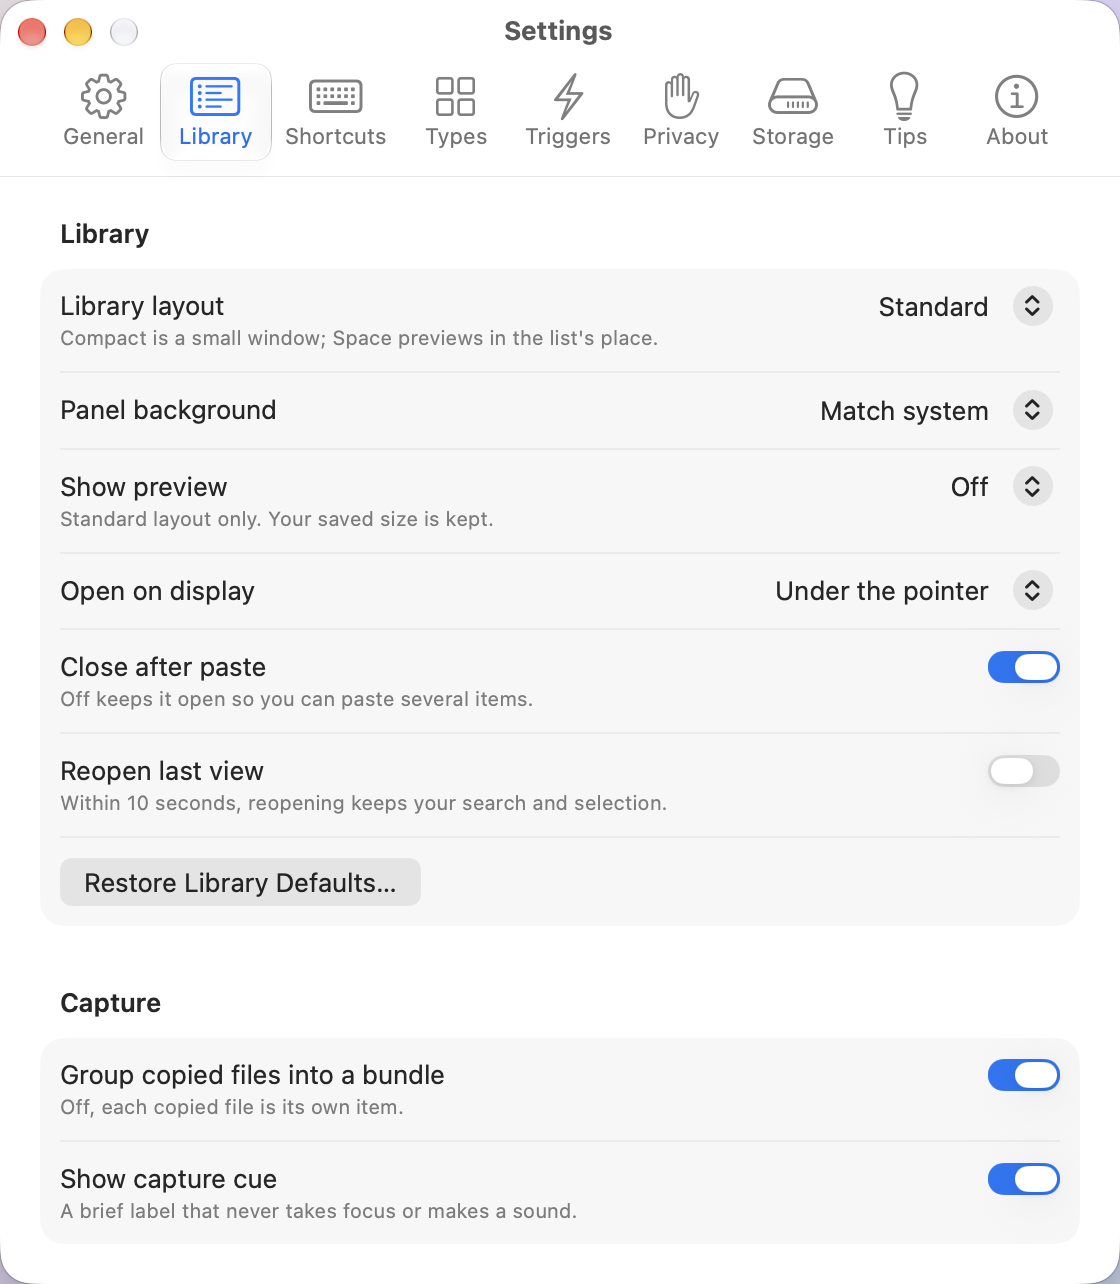 Settings
General
Library
Shortcuts
Types
Triggers
Privacy
Storage
Tips
About
Library
Library layout
Standard
Compact is a small window; Space previews in the list's place.
Panel background
Match system
Show preview
Off
Standard layout only. Your saved size is kept.
Open on display
Under the pointer
Close after paste
Off keeps it open so you can paste several items.
Reopen last view
Within 10 seconds, reopening keeps your search and selection.
Restore Library Defaults...
Capture
Group copied files into a bundle
Off, each copied file is its own item.
Show capture cue
A brief label that never takes focus or makes a sound.